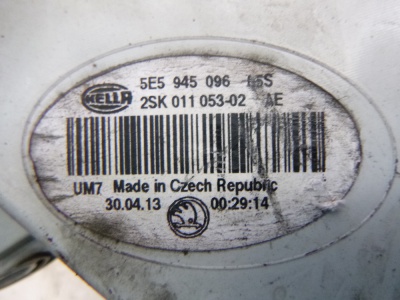 HELLA
5E5 945 096
2SK 011 053-02 AE
UM7 Made in Czech Republic
30.04.13 00:29:14